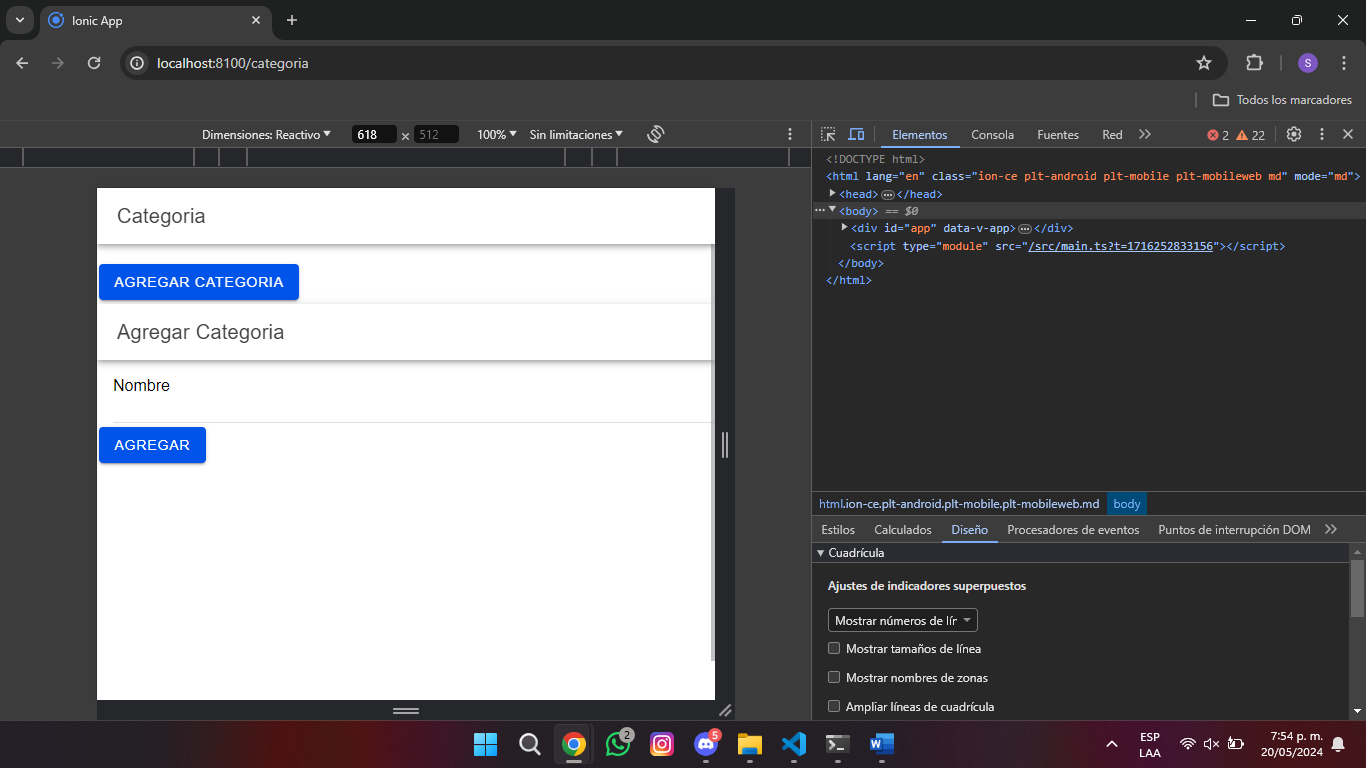 Ionic App
localhost:8100/categoria
S
Todos los marcadores
Dimensiones: Reactivo 618 × 512 100% Sin limitaciones
Categoria
AGREGAR CATEGORIA
Agregar Categoria
Nombre
AGREGAR
Elementos Consola Fuentes Red 2 22
<!DOCTYPE html>
<html lang="en" class="ion-ce plt-android plt-mobile plt-mobileweb md" mode="md">
<head>…</head>
<body> == $0
<div id="app" data-v-app>…</div>
<script type="module" src="/src/main.ts?t=1716252833156"></script>
</body>
</html>
html.ion-ce.plt-android.plt-mobile.plt-mobileweb.md body
Estilos Calculados Diseño Procesadores de eventos Puntos de interrupción DOM
Cuadrícula
Ajustes de indicadores superpuestos
Mostrar números de lír
Mostrar tamaños de línea
Mostrar nombres de zonas
Ampliar líneas de cuadrícula
2
5
ESP
LAA
7:54 p. m.
20/05/2024